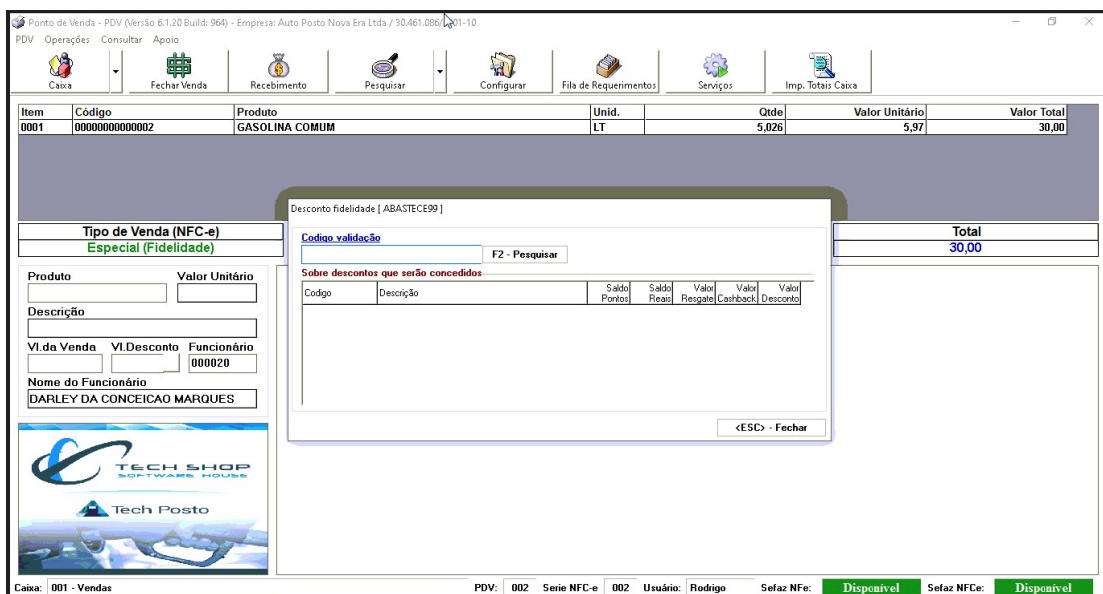 Ponto de Venda - PDV (Versão 6.1.20 Build: 964) - Empresa: Auto Posto Nova Era Ltda / 30.461.086/ 01-10
PDV Operações Consultar Apoio
Caixa Fechar Venda Recebimento Pesquisar Configurar Fila de Requerimentos Serviços Imp. Totais Caixa
Item Código Produto Unid. Qtde Valor Unitário Valor Total
0001 00000000000002 GASOLINA COMUM LT 5,026 5,97 30,00
Desconto fidelidade [ ABASTECE99 ]
Codigo validação
F2 - Pesquisar
Sobre descontos que serão concedidos
Codigo Descrição Saldo Pontos Saldo Reais Valor Resgate Valor Cashback Valor Desconto
<ESC> - Fechar
Tipo de Venda (NFC-e) Total
Especial (Fidelidade) 30,00
Produto Valor Unitário
Descrição
Vl.da Venda Vl.Desconto Funcionário
000020
Nome do Funcionário
DARLEY DA CONCEICAO MARQUES
TECH SHOP
SOFTWARE HOUSE
Tech Posto
Caixa: 001 - Vendas PDV: 002 Serie NFC-e 002 Usuário: Rodrigo Sefaz NFe: Disponível Sefaz NFCe: Disponível